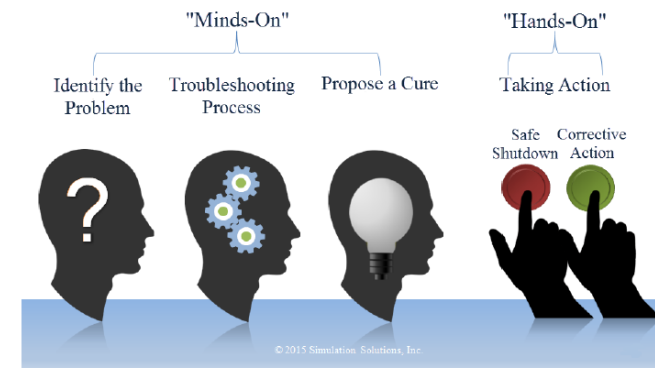 "Minds-On"
"Hands-On"
Identify the
Problem
Troubleshooting
Process
Propose a Cure
Taking Action
Safe
Shutdown
Corrective
Action
?
© 2015 Simulation Solutions, Inc.